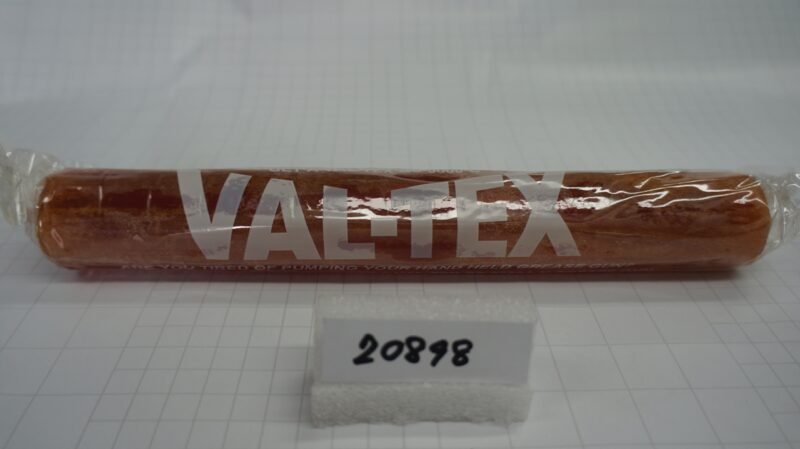 VAL-TEX
ARE YOU TIRED OF PUMPING YOUR HAND HELD GREASE GUN
20898